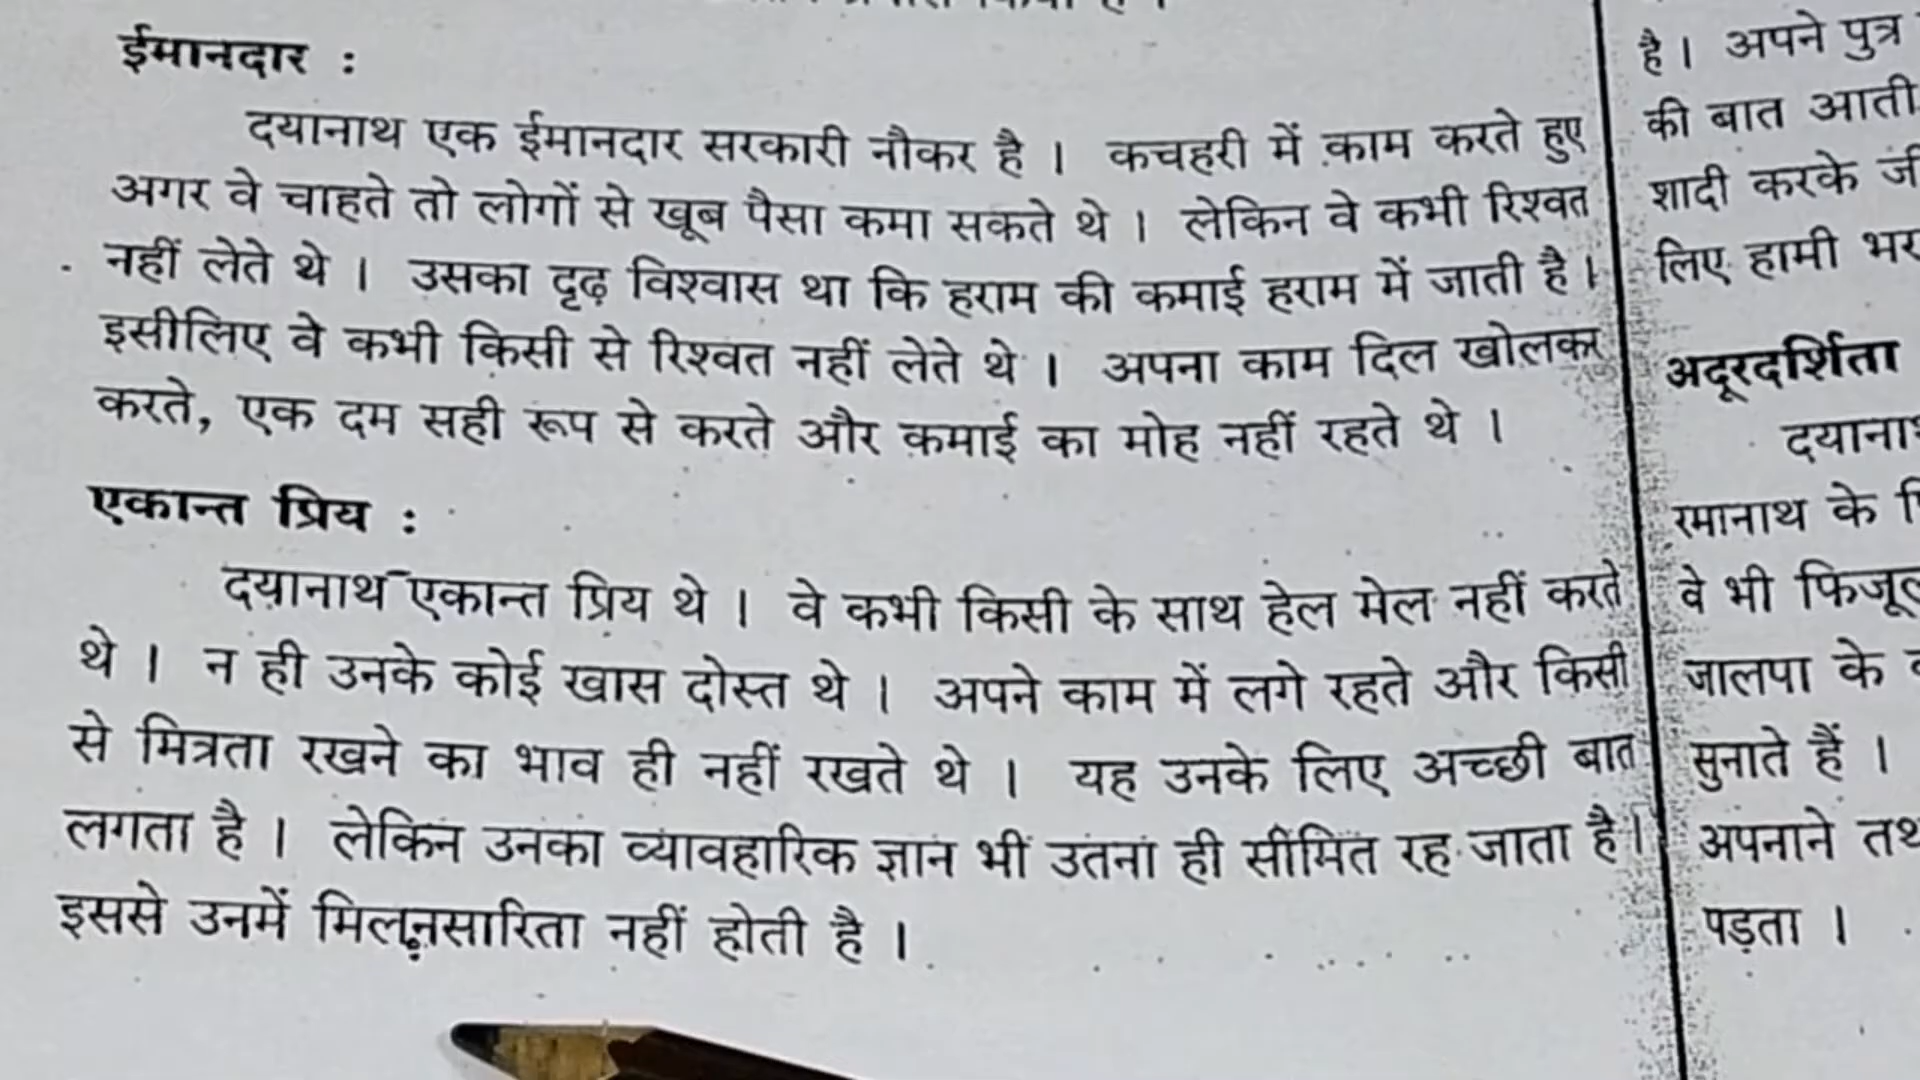 ईमानदार :
दयानाथ एक ईमानदार सरकारी नौकर है । कचहरी में काम करते हुए
अगर वे चाहते तो लोगों से खूब पैसा कमा सकते थे । लेकिन वे कभी रिश्वत
नहीं लेते थे । उसका दृढ़ विश्वास था कि हराम की कमाई हराम में जाती है ।
इसीलिए वे कभी किसी से रिश्वत नहीं लेते थे । अपना काम दिल खोलकर
करते, एक दम सही रूप से करते और कमाई का मोह नहीं रहते थे ।
एकान्त प्रिय :
दयानाथ एकान्त प्रिय थे । वे कभी किसी के साथ हेल मेल नहीं करते
थे । न ही उनके कोई खास दोस्त थे । अपने काम में लगे रहते और किसी
से मित्रता रखने का भाव ही नहीं रखते थे । यह उनके लिए अच्छी बात
लगता है । लेकिन उनका व्यावहारिक ज्ञान भी उतना ही सीमित रह जाता है ।
इससे उनमें मिलनसारिता नहीं होती है ।
है । अपने पुत्र
की बात आती
शादी करके
लिए हामी
अदूरदर्शिता
रमानाथ के
वे भी
जालपा के
सुनाते हैं ।
अपनाने
पड़ता ।